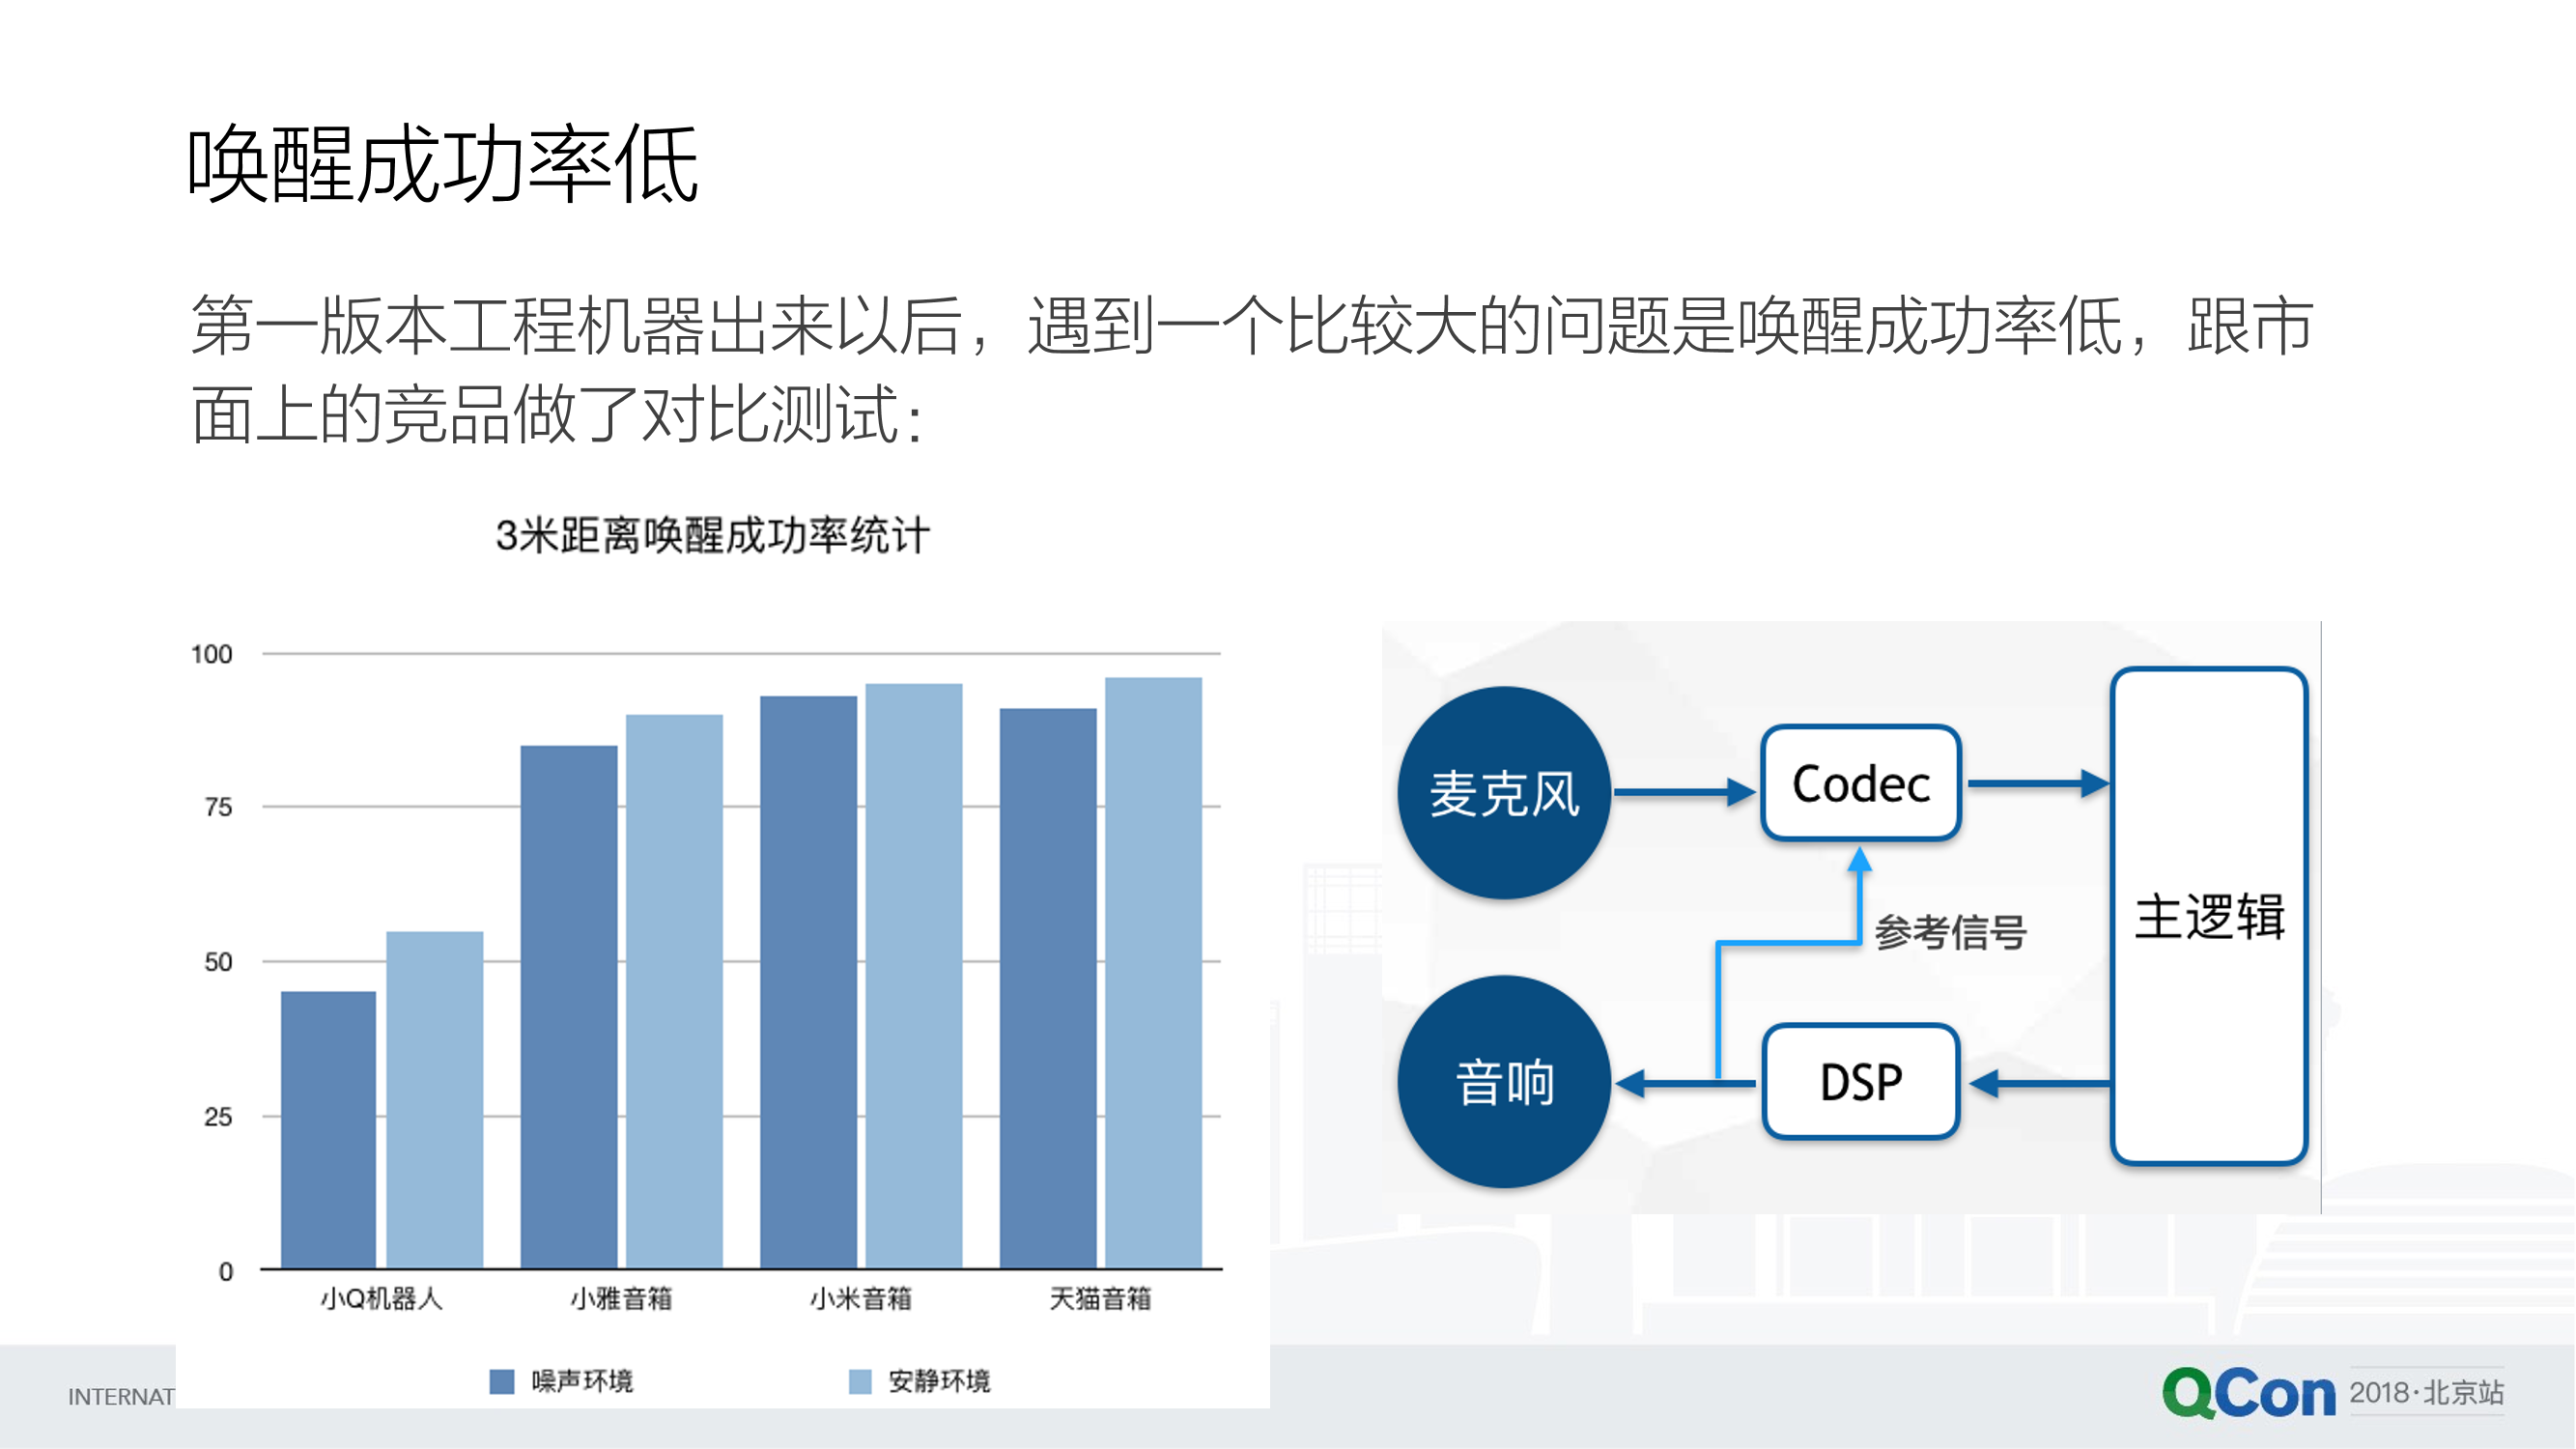 唤醒成功率低
第一版本工程机器出来以后，遇到一个比较大的问题是唤醒成功率低，跟市
面上的竞品做了对比测试：
3米距离唤醒成功率统计
100
75
50
25
0
小Q机器人
小雅音箱
小米音箱
天猫音箱
噪声环境
安静环境
麦克风
Codec
主逻辑
参考信号
音响
DSP
INTERNAT
QCon 2018·北京站